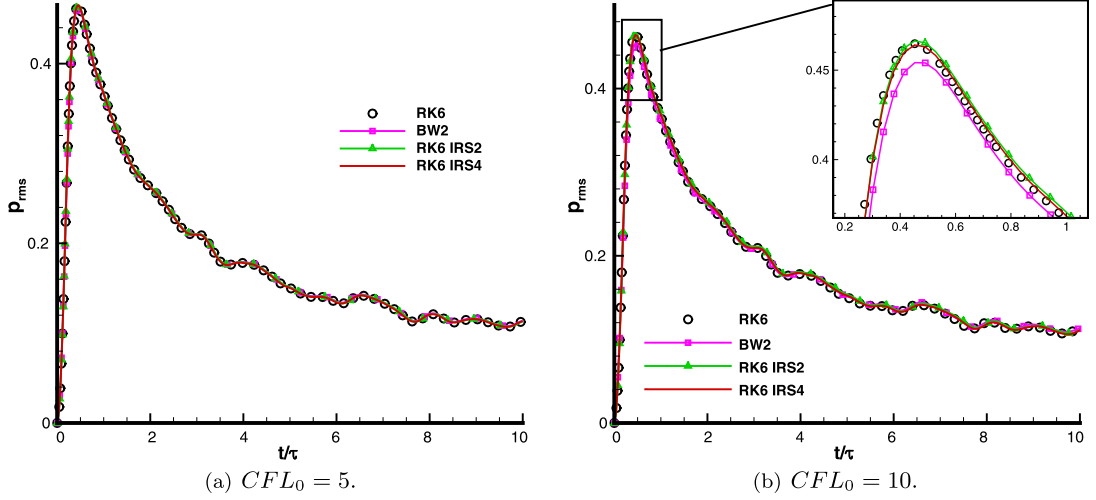 p_rms
0.4
0.2
0
RK6
BW2
RK6 IRS2
RK6 IRS4
0 2 4 6 8 10
t/τ
(a) CFL₀ = 5.
p_rms
0.4
0.2
0
0.45
0.4
0.2 0.4 0.6 0.8 1
RK6
BW2
RK6 IRS2
RK6 IRS4
0 2 4 6 8 10
t/τ
(b) CFL₀ = 10.